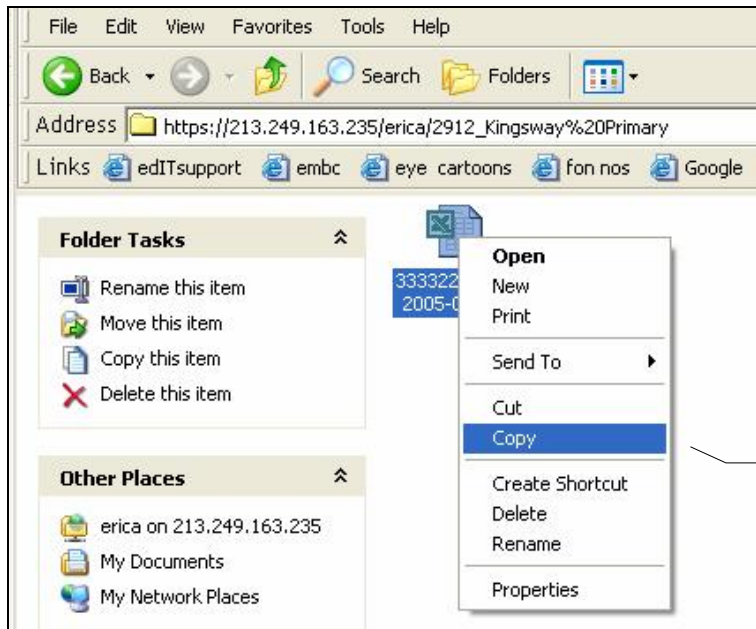 File Edit View Favorites Tools Help
Back Search Folders
Address https://213.249.163.235/erica/2912_Kingsway%20Primary
Links edITsupport embc eye cartoons fon nos Google
Folder Tasks
Rename this item
Move this item
Copy this item
Delete this item
Other Places
erica on 213.249.163.235
My Documents
My Network Places
333322
2005-0
Open
New
Print
Send To
Cut
Copy
Create Shortcut
Delete
Rename
Properties